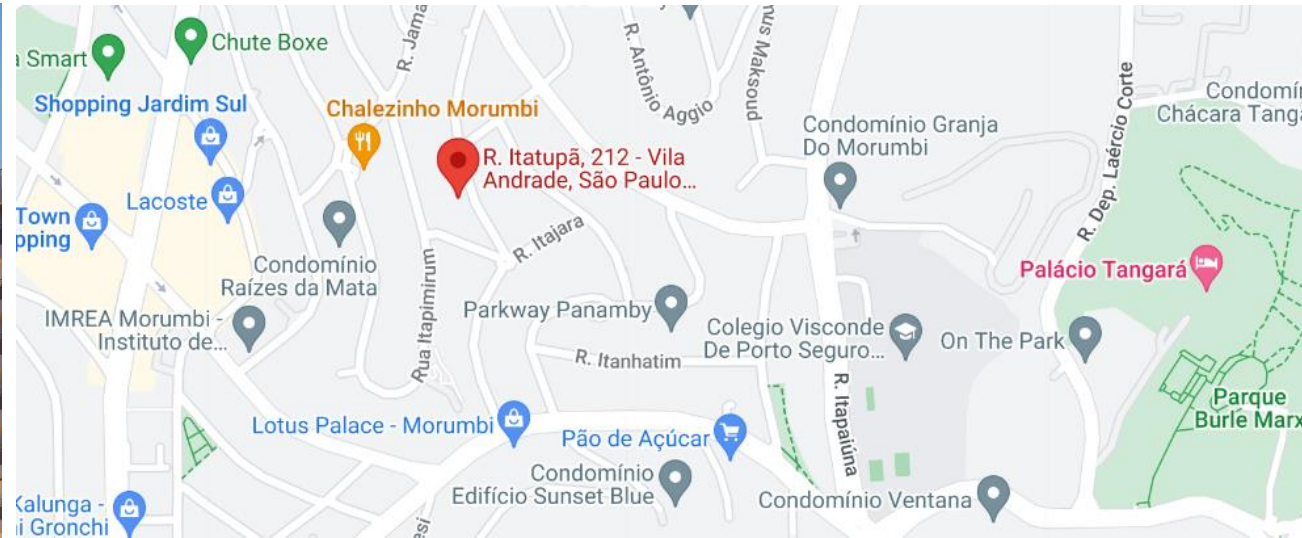 Chute Boxe
a Smart
Shopping Jardim Sul
R. Jama
Chalezinho Morumbi
R. Antônio Aggio
nus Maksoud
R. Itatupã, 212 - Vila
Andrade, São Paulo...
Condomínio Granja
Do Morumbi
R. Dep. Laércio Corte
Condomín
Chácara Tanga
Lacoste
Town
pping
Condomínio
Raízes da Mata
R. Itajara
Rua Itapimirum
Palácio Tangará
IMREA Morumbi -
Instituto de...
Parkway Panamby
Colegio Visconde
De Porto Seguro...
On The Park
R. Itanhatim
R. Itapaiúna
Parque
Burle Marx
Lotus Palace - Morumbi
Pão de Açúcar
Condomínio
Edifício Sunset Blue
Condomínio Ventana
Kalunga -
i Gronchi
esi